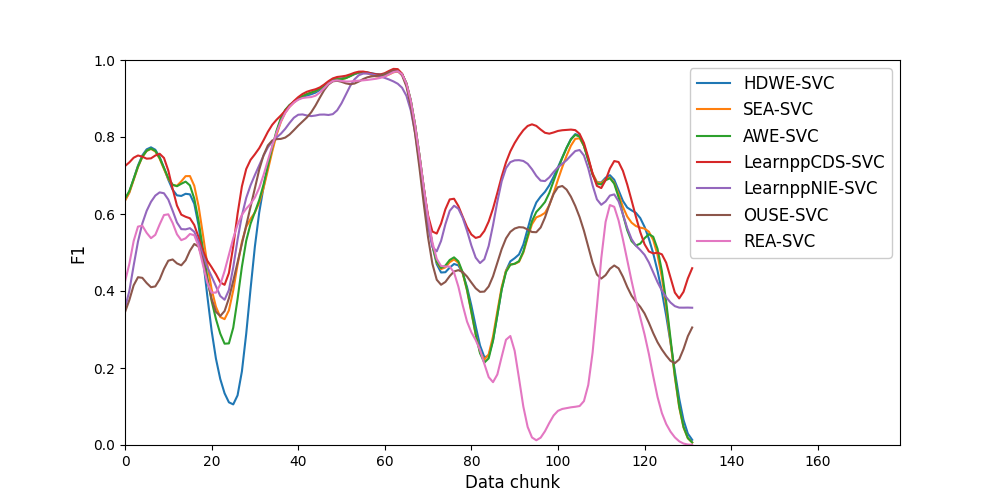 1.0
0.8
0.6
0.4
0.2
0.0
F1
0 20 40 60 80 100 120 140 160
Data chunk
HDWE-SVC
SEA-SVC
AWE-SVC
LearnppCDS-SVC
LearnppNIE-SVC
OUSE-SVC
REA-SVC